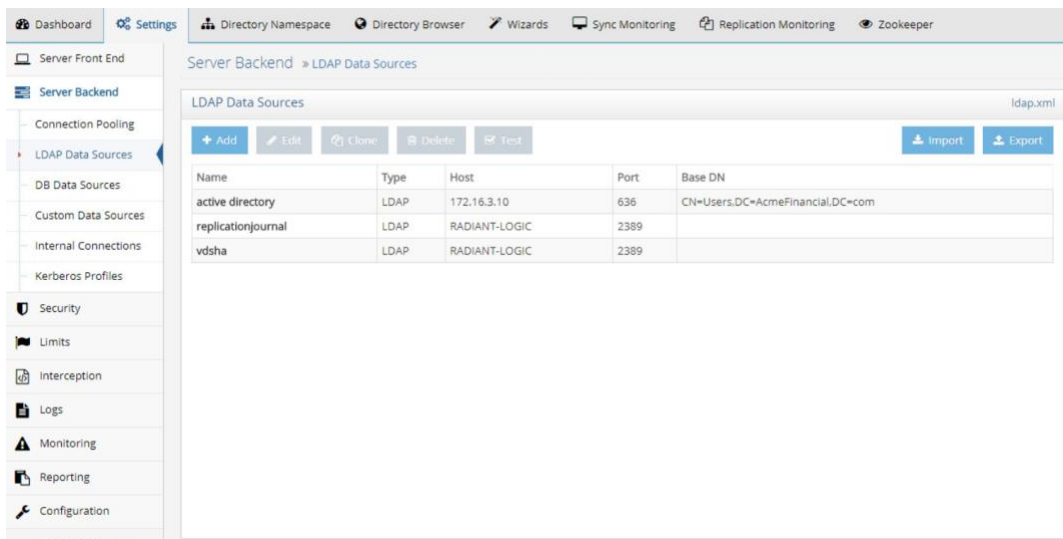 Dashboard Settings Directory Namespace Directory Browser Wizards Sync Monitoring Replication Monitoring Zookeeper
Server Front End
Server Backend
Connection Pooling
LDAP Data Sources
DB Data Sources
Custom Data Sources
Internal Connections
Kerberos Profiles
Security
Limits
Interception
Logs
Monitoring
Reporting
Configuration
Server Backend » LDAP Data Sources
LDAP Data Sources ldap.xml
+ Add Edit Clone Delete Test Import Export
Name Type Host Port Base DN
active directory LDAP 172.16.3.10 636 CN=Users,DC=AcmeFinancial,DC=com
replicationjournal LDAP RADIANT-LOGIC 2389
vdsha LDAP RADIANT-LOGIC 2389